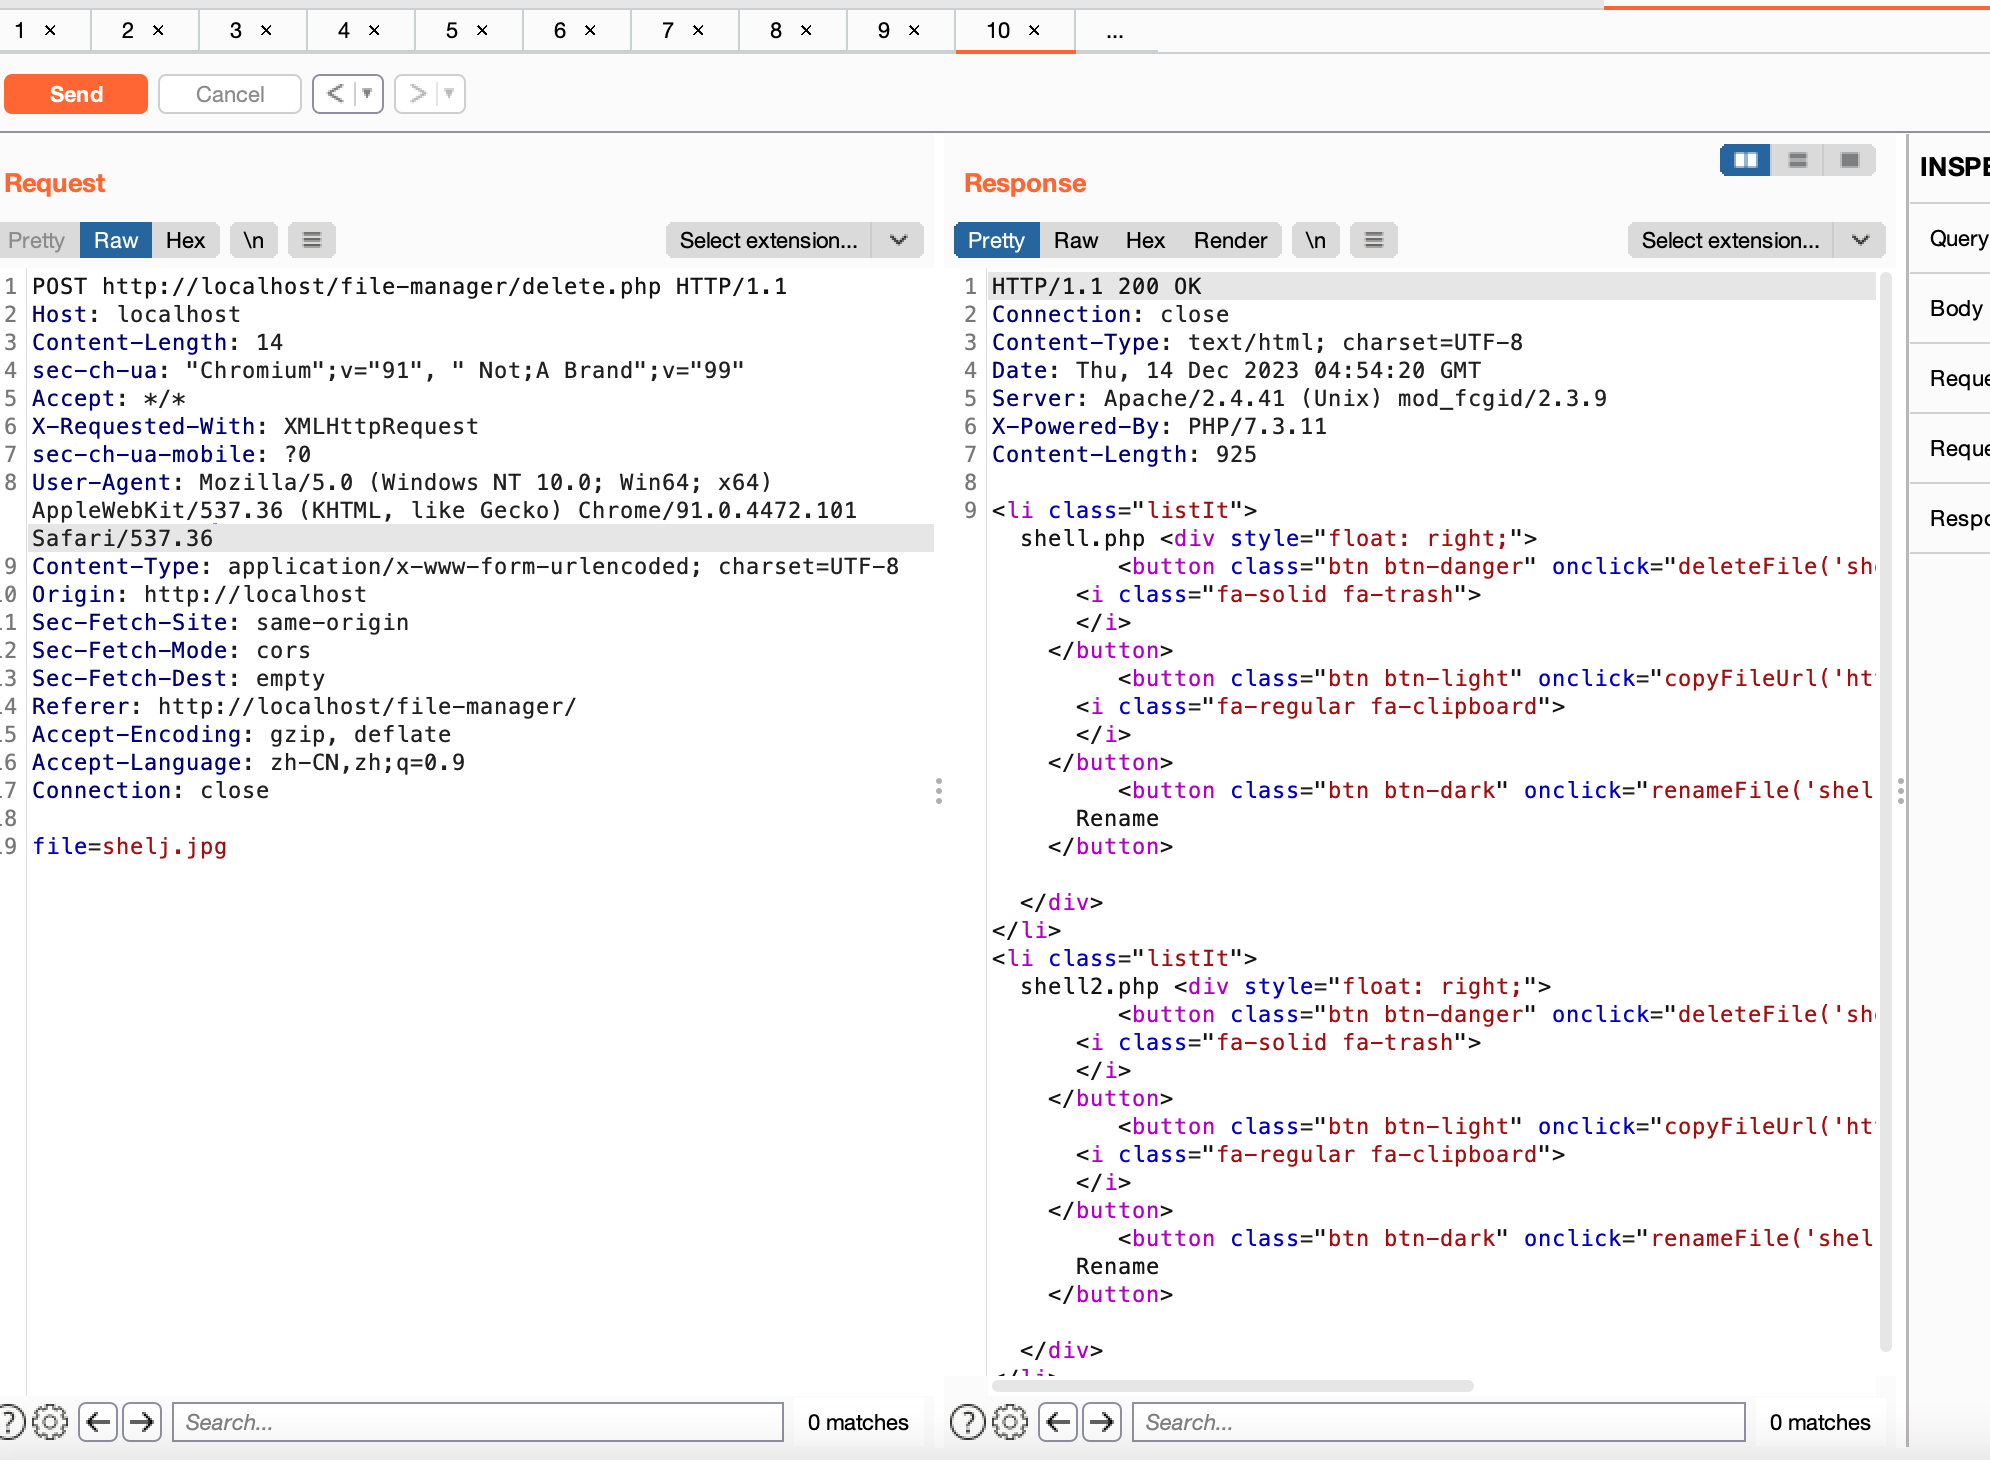 1 × 2 × 3 × 4 × 5 × 6 × 7 × 8 × 9 × 10 × ...
Send Cancel < ▼ > ▼
Request
Pretty Raw Hex \n ≡ Select extension...
1 POST http://localhost/file-manager/delete.php HTTP/1.1
2 Host: localhost
3 Content-Length: 14
4 sec-ch-ua: "Chromium";v="91", " Not;A Brand";v="99"
5 Accept: */*
6 X-Requested-With: XMLHttpRequest
7 sec-ch-ua-mobile: ?0
8 User-Agent: Mozilla/5.0 (Windows NT 10.0; Win64; x64)
AppleWebKit/537.36 (KHTML, like Gecko) Chrome/91.0.4472.101
Safari/537.36
9 Content-Type: application/x-www-form-urlencoded; charset=UTF-8
0 Origin: http://localhost
1 Sec-Fetch-Site: same-origin
2 Sec-Fetch-Mode: cors
3 Sec-Fetch-Dest: empty
4 Referer: http://localhost/file-manager/
5 Accept-Encoding: gzip, deflate
6 Accept-Language: zh-CN,zh;q=0.9
7 Connection: close
8
9 file=shelj.jpg
? Search... 0 matches
Response
Pretty Raw Hex Render \n ≡ Select extension...
1 HTTP/1.1 200 OK
2 Connection: close
3 Content-Type: text/html; charset=UTF-8
4 Date: Thu, 14 Dec 2023 04:54:20 GMT
5 Server: Apache/2.4.41 (Unix) mod_fcgid/2.3.9
6 X-Powered-By: PHP/7.3.11
7 Content-Length: 925
8
9 <li class="listIt">
shell.php <div style="float: right;">
<button class="btn btn-danger" onclick="deleteFile('sh
<i class="fa-solid fa-trash">
</i>
</button>
<button class="btn btn-light" onclick="copyFileUrl('ht
<i class="fa-regular fa-clipboard">
</i>
</button>
<button class="btn btn-dark" onclick="renameFile('shel
Rename
</button>
</div>
</li>
<li class="listIt">
shell2.php <div style="float: right;">
<button class="btn btn-danger" onclick="deleteFile('sh
<i class="fa-solid fa-trash">
</i>
</button>
<button class="btn btn-light" onclick="copyFileUrl('ht
<i class="fa-regular fa-clipboard">
</i>
</button>
<button class="btn btn-dark" onclick="renameFile('shel
Rename
</button>
</div>
? Search... 0 matches
INSPE
Query
Body
Reque
Reque
Respo